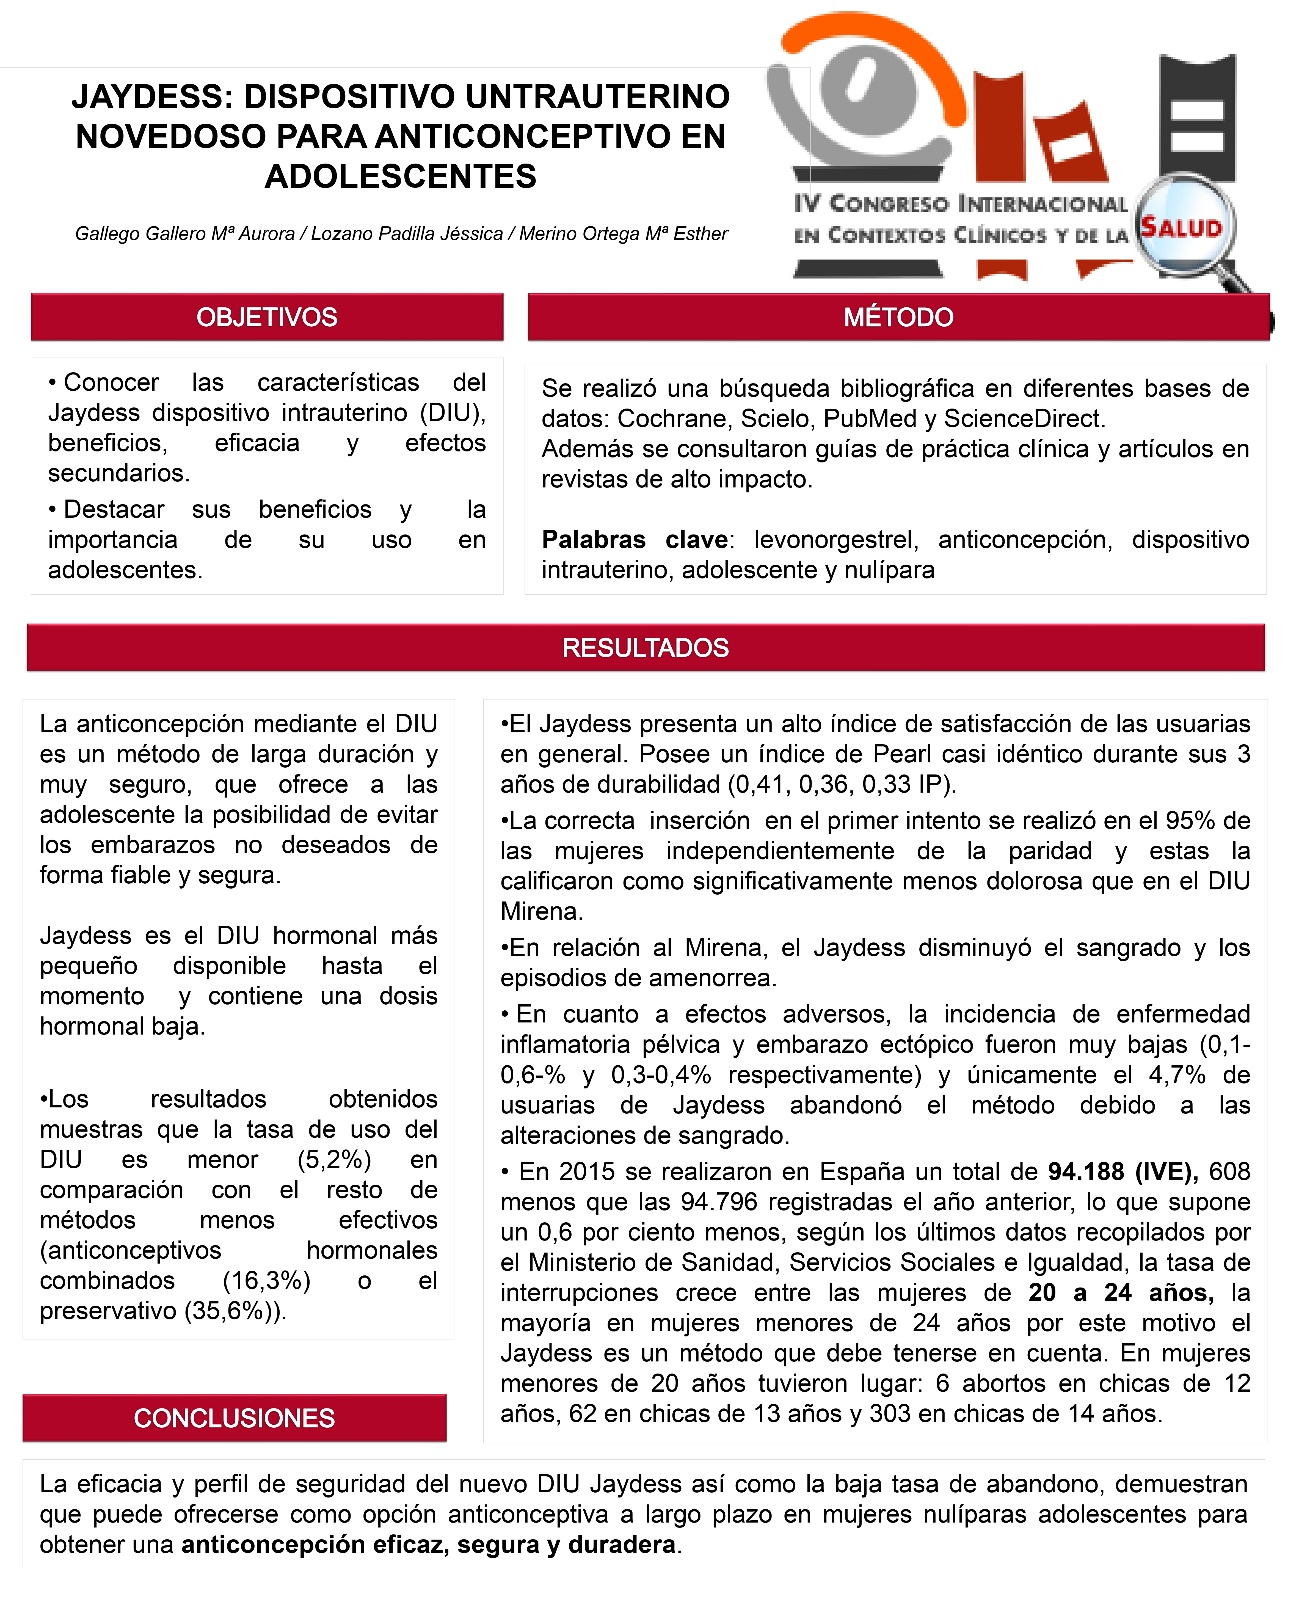 JAYDESS: DISPOSITIVO UNTRAUTERINO
NOVEDOSO PARA ANTICONCEPTIVO EN
ADOLESCENTES
Gallego Gallero Mª Aurora / Lozano Padilla Jéssica / Merino Ortega Mª Esther
IV CONGRESO INTERNACIONAL
EN CONTEXTOS CLÍNICOS Y DE LA SALUD
OBJETIVOS
• Conocer las características del
Jaydess dispositivo intrauterino (DIU),
beneficios, eficacia y efectos
secundarios.
• Destacar sus beneficios y la
importancia de su uso en
adolescentes.
MÉTODO
Se realizó una búsqueda bibliográfica en diferentes bases de
datos: Cochrane, Scielo, PubMed y ScienceDirect.
Además se consultaron guías de práctica clínica y artículos en
revistas de alto impacto.
Palabras clave: levonorgestrel, anticoncepción, dispositivo
intrauterino, adolescente y nulípara
RESULTADOS
La anticoncepción mediante el DIU
es un método de larga duración y
muy seguro, que ofrece a las
adolescente la posibilidad de evitar
los embarazos no deseados de
forma fiable y segura.
Jaydess es el DIU hormonal más
pequeño disponible hasta el
momento y contiene una dosis
hormonal baja.
•Los resultados obtenidos
muestras que la tasa de uso del
DIU es menor (5,2%) en
comparación con el resto de
métodos menos efectivos
(anticonceptivos hormonales
combinados (16,3%) o el
preservativo (35,6%)).
•El Jaydess presenta un alto índice de satisfacción de las usuarias
en general. Posee un índice de Pearl casi idéntico durante sus 3
años de durabilidad (0,41, 0,36, 0,33 IP).
•La correcta inserción en el primer intento se realizó en el 95% de
las mujeres independientemente de la paridad y estas la
calificaron como significativamente menos dolorosa que en el DIU
Mirena.
•En relación al Mirena, el Jaydess disminuyó el sangrado y los
episodios de amenorrea.
• En cuanto a efectos adversos, la incidencia de enfermedad
inflamatoria pélvica y embarazo ectópico fueron muy bajas (0,1-
0,6-% y 0,3-0,4% respectivamente) y únicamente el 4,7% de
usuarias de Jaydess abandonó el método debido a las
alteraciones de sangrado.
• En 2015 se realizaron en España un total de 94.188 (IVE), 608
menos que las 94.796 registradas el año anterior, lo que supone
un 0,6 por ciento menos, según los últimos datos recopilados por
el Ministerio de Sanidad, Servicios Sociales e Igualdad, la tasa de
interrupciones crece entre las mujeres de 20 a 24 años, la
mayoría en mujeres menores de 24 años por este motivo el
Jaydess es un método que debe tenerse en cuenta. En mujeres
menores de 20 años tuvieron lugar: 6 abortos en chicas de 12
años, 62 en chicas de 13 años y 303 en chicas de 14 años.
CONCLUSIONES
La eficacia y perfil de seguridad del nuevo DIU Jaydess así como la baja tasa de abandono, demuestran
que puede ofrecerse como opción anticonceptiva a largo plazo en mujeres nulíparas adolescentes para
obtener una anticoncepción eficaz, segura y duradera.